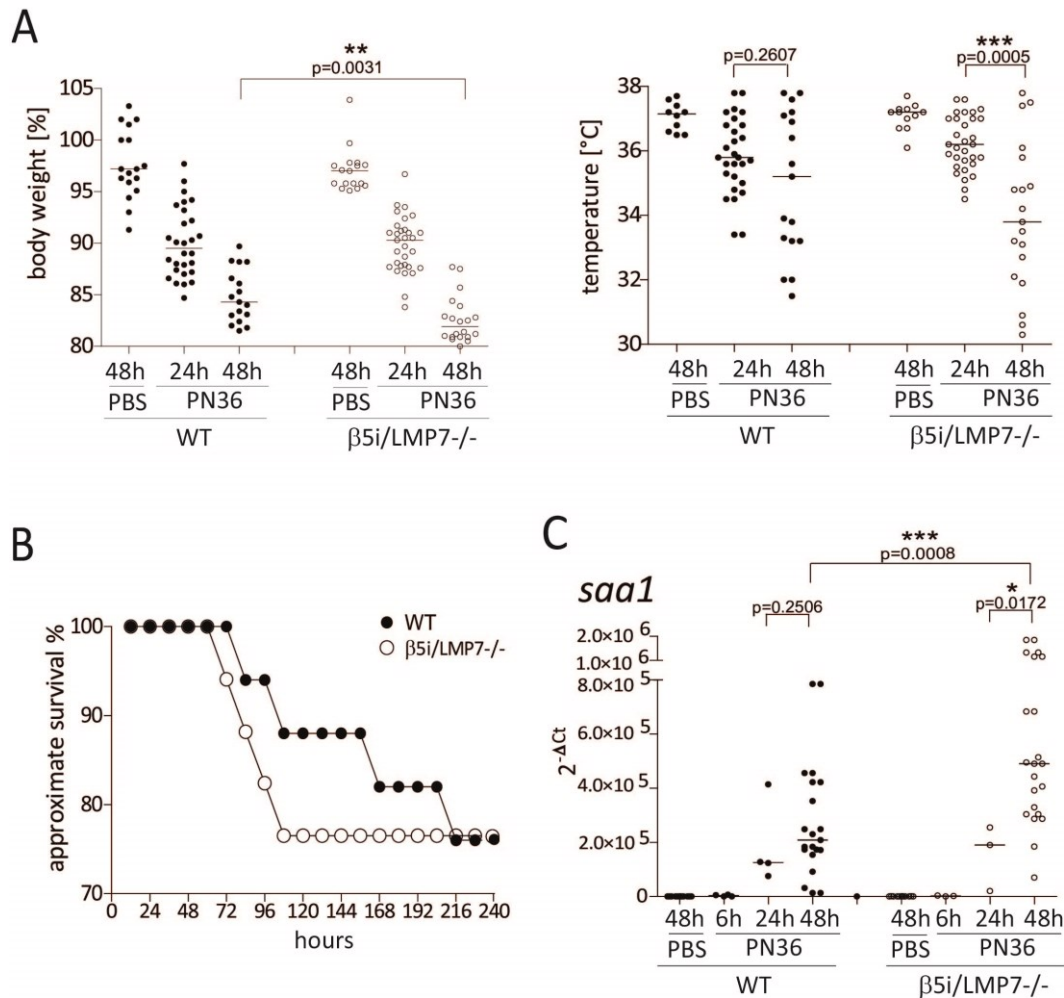 A
**
p=0.0031
body weight [%]
105
100
95
90
85
80
48h 24h 48h 48h 24h 48h
PBS PN36 PBS PN36
WT β5i/LMP7-/-
***
p=0.2607 p=0.0005
temperature [°C]
38
36
34
32
30
48h 24h 48h 48h 24h 48h
PBS PN36 PBS PN36
WT β5i/LMP7-/-
B
approximate survival %
100
90
80
70
WT
β5i/LMP7-/-
0 24 48 72 96 120 144 168 192 216 240
hours
C
***
p=0.0008
saa1
*
p=0.2506 p=0.0172
2-ΔCt
2.0×10 6
1.0×10 6
8.0×10 5
6.0×10 5
4.0×10 5
2.0×10 5
0
48h 6h 24h 48h 48h 6h 24h 48h
PBS PN36 PBS PN36
WT β5i/LMP7-/-